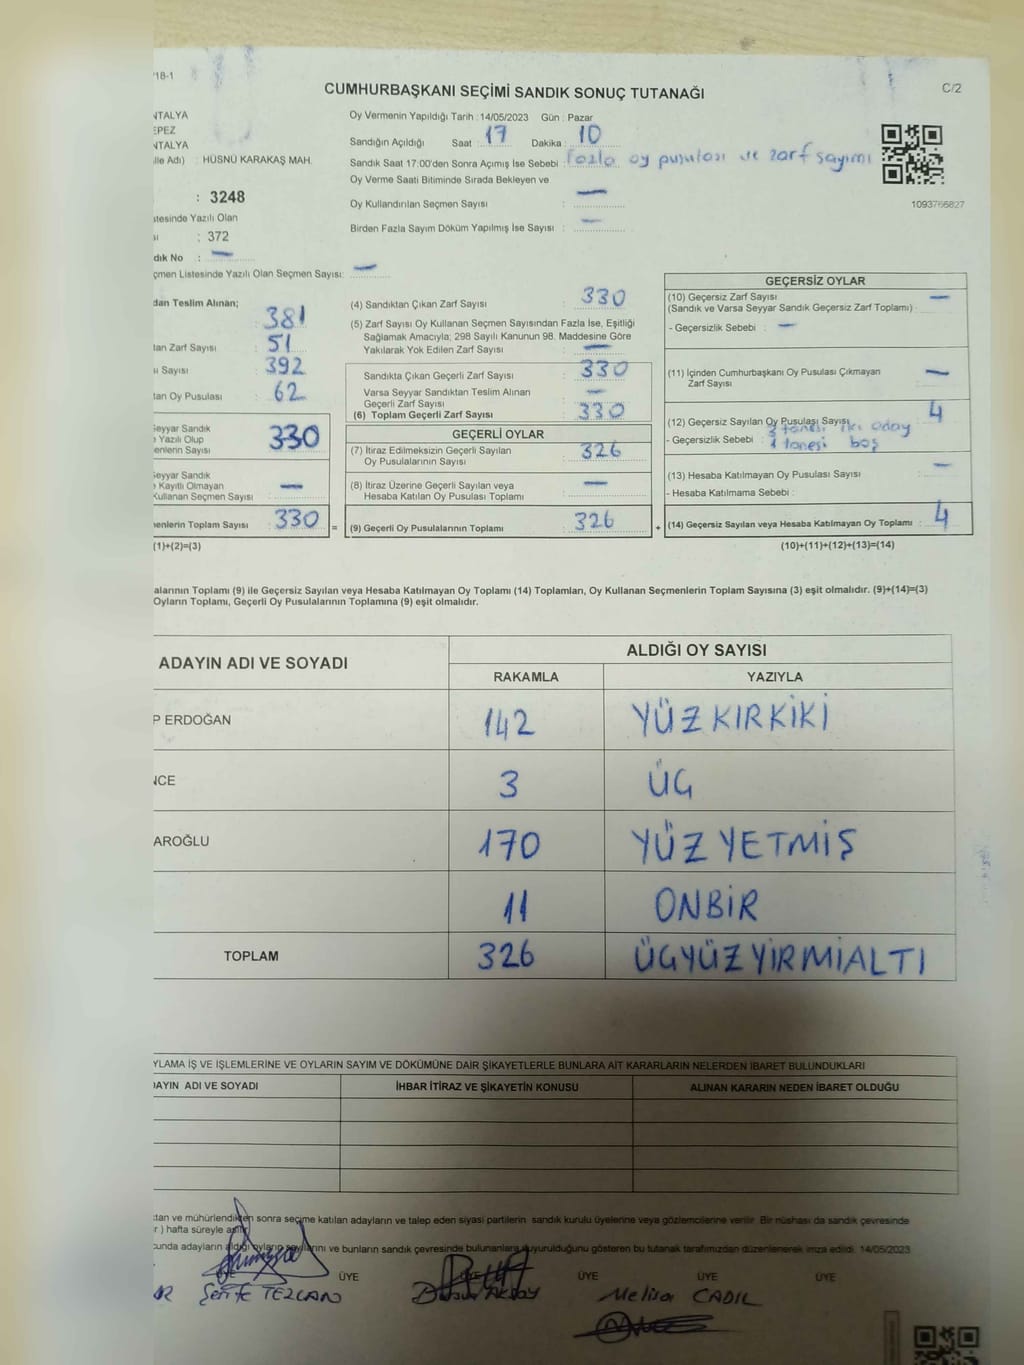 18-1
CUMHURBAŞKANI SEÇİMİ SANDIK SONUÇ TUTANAĞI
C/2
NTALYA
EPEZ
NTALYA
lle Adı) : HÜSNÜ KARAKAŞ MAH.
Oy Vermenin Yapıldığı Tarih : 14/05/2023 Gün : Pazar
Sandığın Açıldığı Saat : 17 Dakika : 10
Sandık Saat 17:00'den Sonra Açımış İse Sebebi : Fazla oy pusulası ve zarf sayımı
Oy Verme Saati Bitiminde Sırada Bekleyen ve
Oy Kullandırılan Seçmen Sayısı : —
Birden Fazla Sayım Döküm Yapılmış İse Sayısı : —
1093766827
: 3248
stesinde Yazılı Olan
: 372
dık No : —
çmen Listesinde Yazılı Olan Seçmen Sayısı: —
dan Teslim Alınan;
381
tan Zarf Sayısı 51
ı Sayısı 392
tan Oy Pusulası 62
Seyyar Sandık
Yazılı Olup
enlerin Sayısı 330
Seyyar Sandık
Kayıtlı Olmayan
Kullanan Seçmen Sayısı —
menlerin Toplam Sayısı 330 =
(1)+(2)=(3)
(4) Sandıktan Çıkan Zarf Sayısı : 330
(5) Zarf Sayısı Oy Kullanan Seçmen Sayısından Fazla İse, Eşitliği
Sağlamak Amacıyla; 298 Sayılı Kanunun 98. Maddesine Göre
Yakılarak Yok Edilen Zarf Sayısı : —
Sandıkta Çıkan Geçerli Zarf Sayısı : 330
Varsa Seyyar Sandıktan Teslim Alınan
Geçerli Zarf Sayısı : —
(6) Toplam Geçerli Zarf Sayısı : 330
GEÇERLİ OYLAR
(7) İtiraz Edilmeksizin Geçerli Sayılan
Oy Pusulalarının Sayısı : 326
(8) İtiraz Üzerine Geçerli Sayılan veya
Hesaba Katılan Oy Pusulası Toplamı : —
(9) Geçerli Oy Pusulalarının Toplamı : 326 +
GEÇERSİZ OYLAR
(10) Geçersiz Zarf Sayısı —
(Sandık ve Varsa Seyyar Sandık Geçersiz Zarf Toplamı) :
- Geçersizlik Sebebi : —
(11) İçinden Cumhurbaşkanı Oy Pusulası Çıkmayan
Zarf Sayısı : —
(12) Geçersiz Sayılan Oy Pusulası Sayısı : 4
- Geçersizlik Sebebi : 3 tanesi iki aday
1 tanesi boş
(13) Hesaba Katılmayan Oy Pusulası Sayısı : —
- Hesaba Katılmama Sebebi :
(14) Geçersiz Sayılan veya Hesaba Katılmayan Oy Toplamı : 4
(10)+(11)+(12)+(13)=(14)
alarının Toplamı (9) ile Geçersiz Sayılan veya Hesaba Katılmayan Oy Toplamı (14) Toplamları, Oy Kullanan Seçmenlerin Toplam Sayısına (3) eşit olmalıdır. (9)+(14)=(3)
Oyların Toplamı, Geçerli Oy Pusulalarının Toplamına (9) eşit olmalıdır.
ADAYIN ADI VE SOYADI
ALDIĞI OY SAYISI
RAKAMLA YAZIYLA
P ERDOĞAN 142 YÜZKIRKİKİ
NCE 3 ÜÇ
AROĞLU 170 YÜZYETMİŞ
11 ONBİR
TOPLAM 326 ÜÇYÜZYİRMİALTI
YLAMA İŞ VE İŞLEMLERİNE VE OYLARIN SAYIM VE DÖKÜMÜNE DAİR ŞİKAYETLERLE BUNLARA AİT KARARLARIN NELERDEN İBARET BULUNDUKLARI
DAYIN ADI VE SOYADI İHBAR İTİRAZ VE ŞİKAYETİN KONUSU ALINAN KARARIN NEDEN İBARET OLDUĞU
tan ve mühürlendikten sonra seçime katılan adayların ve talep eden siyasi partilerin sandık kurulu üyelerine veya gözlemcilerine verilir. Bir nüshası da sandık çevresinde
r ) hafta süreyle asılır.
cunda adayların aldığı oyların sayılarını ve bunların sandık çevresinde bulunanlara duyurulduğunu gösteren bu tutanak tarafımızdan düzenlenerek imza edildi. 14/05/2023
ÜYE ÜYE ÜYE ÜYE ÜYE
Şerife TEZCAN
Melisa CADIL